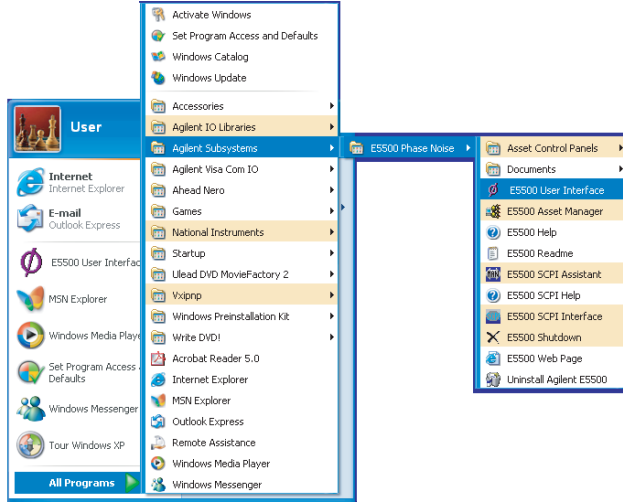 User
Internet
Internet Explorer
E-mail
Outlook Express
E5500 User Interfac
MSN Explorer
Windows Media Playe
Set Program Access
Defaults
Windows Messenger
Tour Windows XP
All Programs
Activate Windows
Set Program Access and Defaults
Windows Catalog
Windows Update
Accessories
Agilent IO Libraries
Agilent Subsystems
Agilent Visa Com IO
Ahead Nero
Games
National Instruments
Startup
Ulead DVD MovieFactory 2
Vxipnp
Windows Preinstallation Kit
Write DVD!
Acrobat Reader 5.0
Internet Explorer
MSN Explorer
Outlook Express
Remote Assistance
Windows Media Player
Windows Messenger
E5500 Phase Noise
Asset Control Panels
Documents
E5500 User Interface
E5500 Asset Manager
E5500 Help
E5500 Readme
E5500 SCPI Assistant
E5500 SCPI Help
E5500 SCPI Interface
E5500 Shutdown
E5500 Web Page
Uninstall Agilent E5500